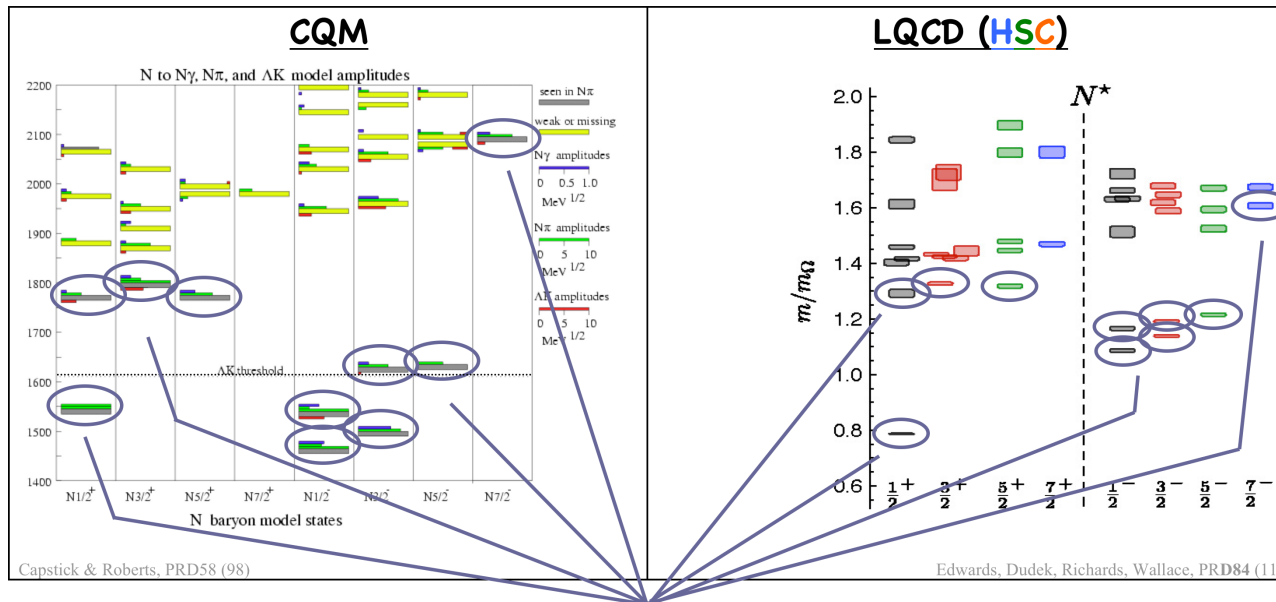 CQM
N to Nγ, Nπ, and ΛK model amplitudes
2200
2100
2000
1900
1800
1700
1600
1500
1400
ΛK threshold
N1/2⁺ N3/2⁺ N5/2⁺ N7/2⁺ N1/2⁻ N3/2⁻ N5/2⁻ N7/2⁻
N baryon model states
seen in Nπ
weak or missing
Nγ amplitudes
0 0.5 1.0
MeV 1/2
Nπ amplitudes
0 5 10
MeV 1/2
ΛK amplitudes
0 5 10
MeV 1/2
Capstick & Roberts, PRD58 (98)
LQCD (HSC)
N⋆
2.0
1.8
1.6
1.4
1.2
1.0
0.8
0.6
m/mΩ
1/2⁺ 3/2⁺ 5/2⁺ 7/2⁺ 1/2⁻ 3/2⁻ 5/2⁻ 7/2⁻
Edwards, Dudek, Richards, Wallace, PRD84 (11